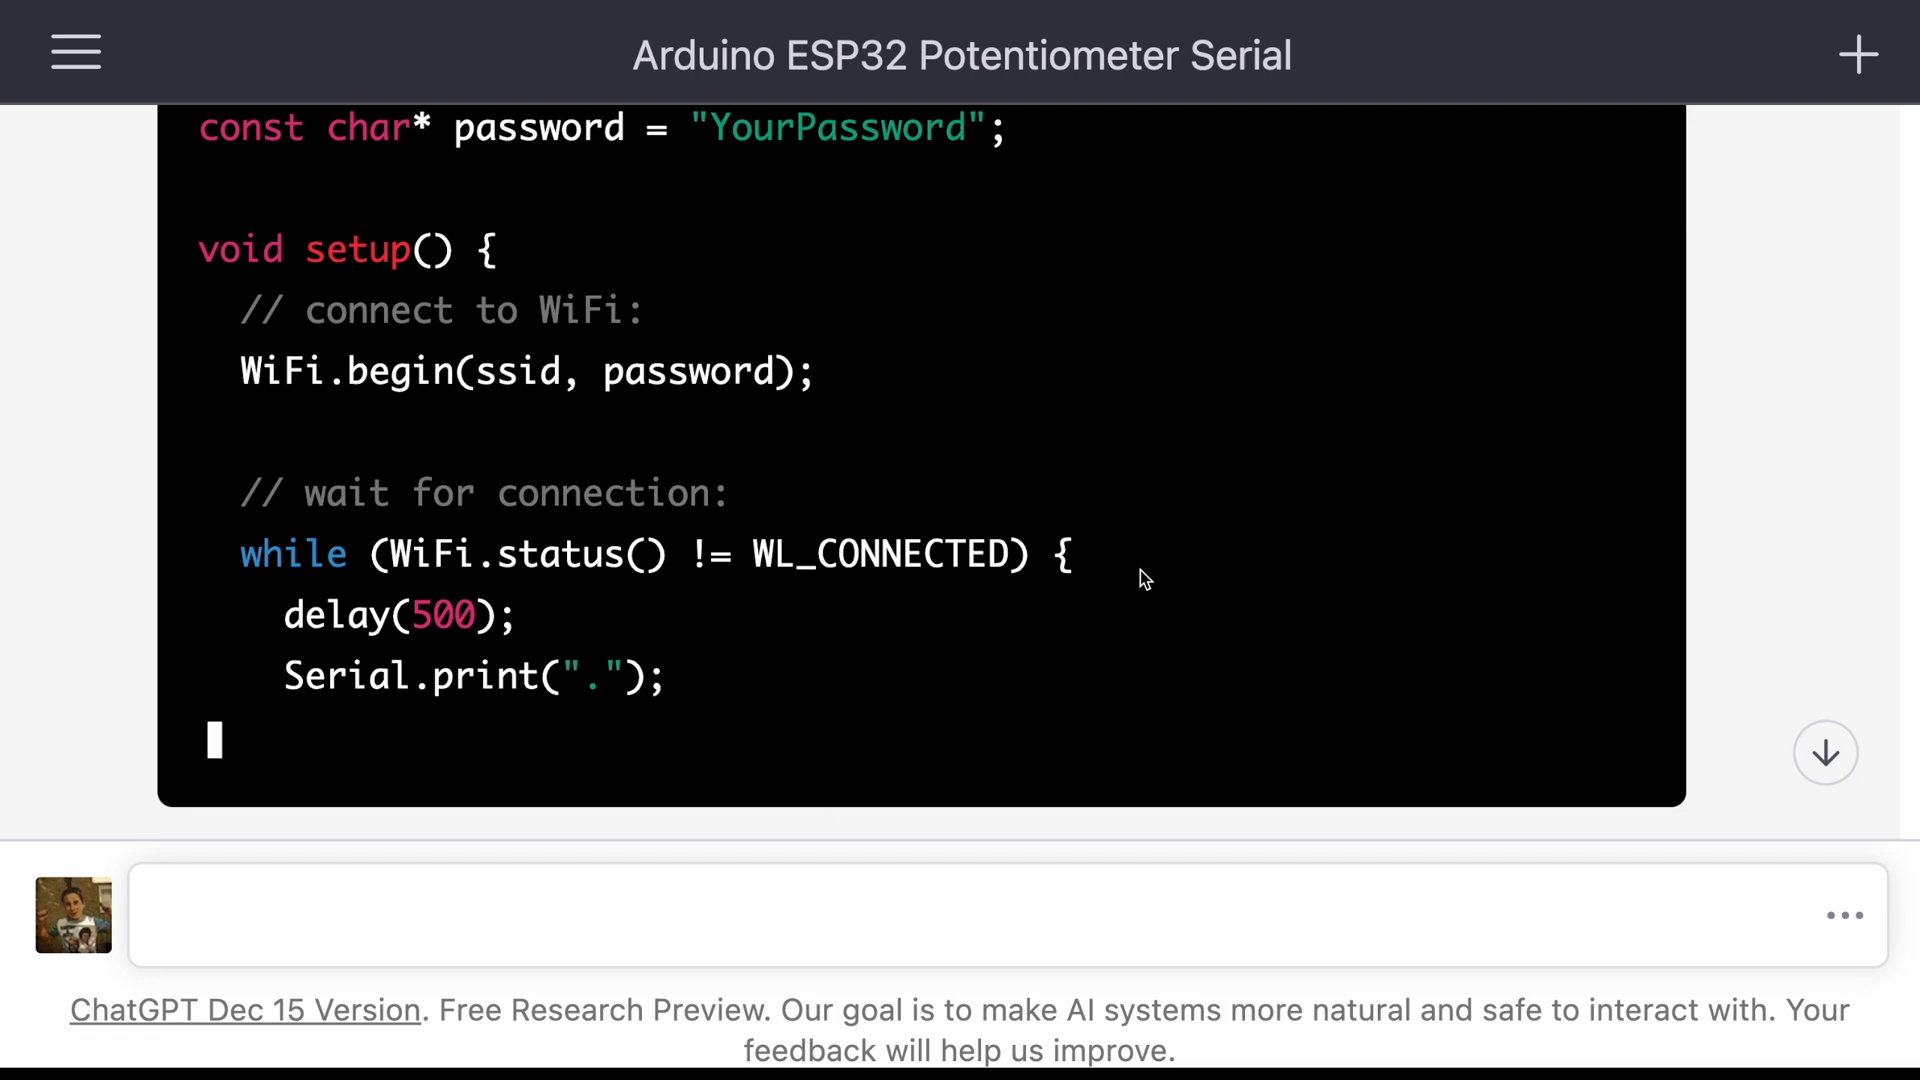 Arduino ESP32 Potentiometer Serial
const char* password = "YourPassword";
void setup() {
// connect to WiFi:
WiFi.begin(ssid, password);
// wait for connection:
while (WiFi.status() != WL_CONNECTED) {
delay(500);
Serial.print(".");
ChatGPT Dec 15 Version. Free Research Preview. Our goal is to make AI systems more natural and safe to interact with. Your
feedback will help us improve.